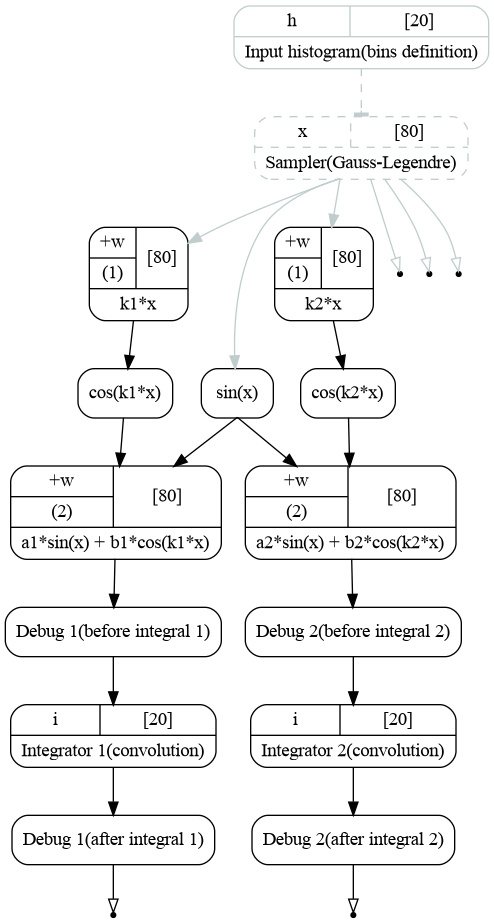 h [20]
Input histogram(bins definition)
x [80]
Sampler(Gauss-Legendre)
+w
(1)
[80]
k1*x
+w
(1)
[80]
k2*x
cos(k1*x)
sin(x)
cos(k2*x)
+w
(2)
[80]
a1*sin(x) + b1*cos(k1*x)
+w
(2)
[80]
a2*sin(x) + b2*cos(k2*x)
Debug 1(before integral 1)
Debug 2(before integral 2)
i [20]
Integrator 1(convolution)
i [20]
Integrator 2(convolution)
Debug 1(after integral 1)
Debug 2(after integral 2)